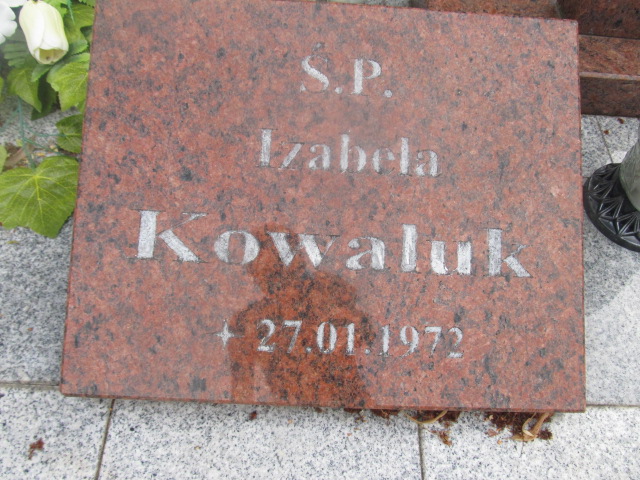 Ś.P.
Izabela
Kowaluk
+ 27.01.1972